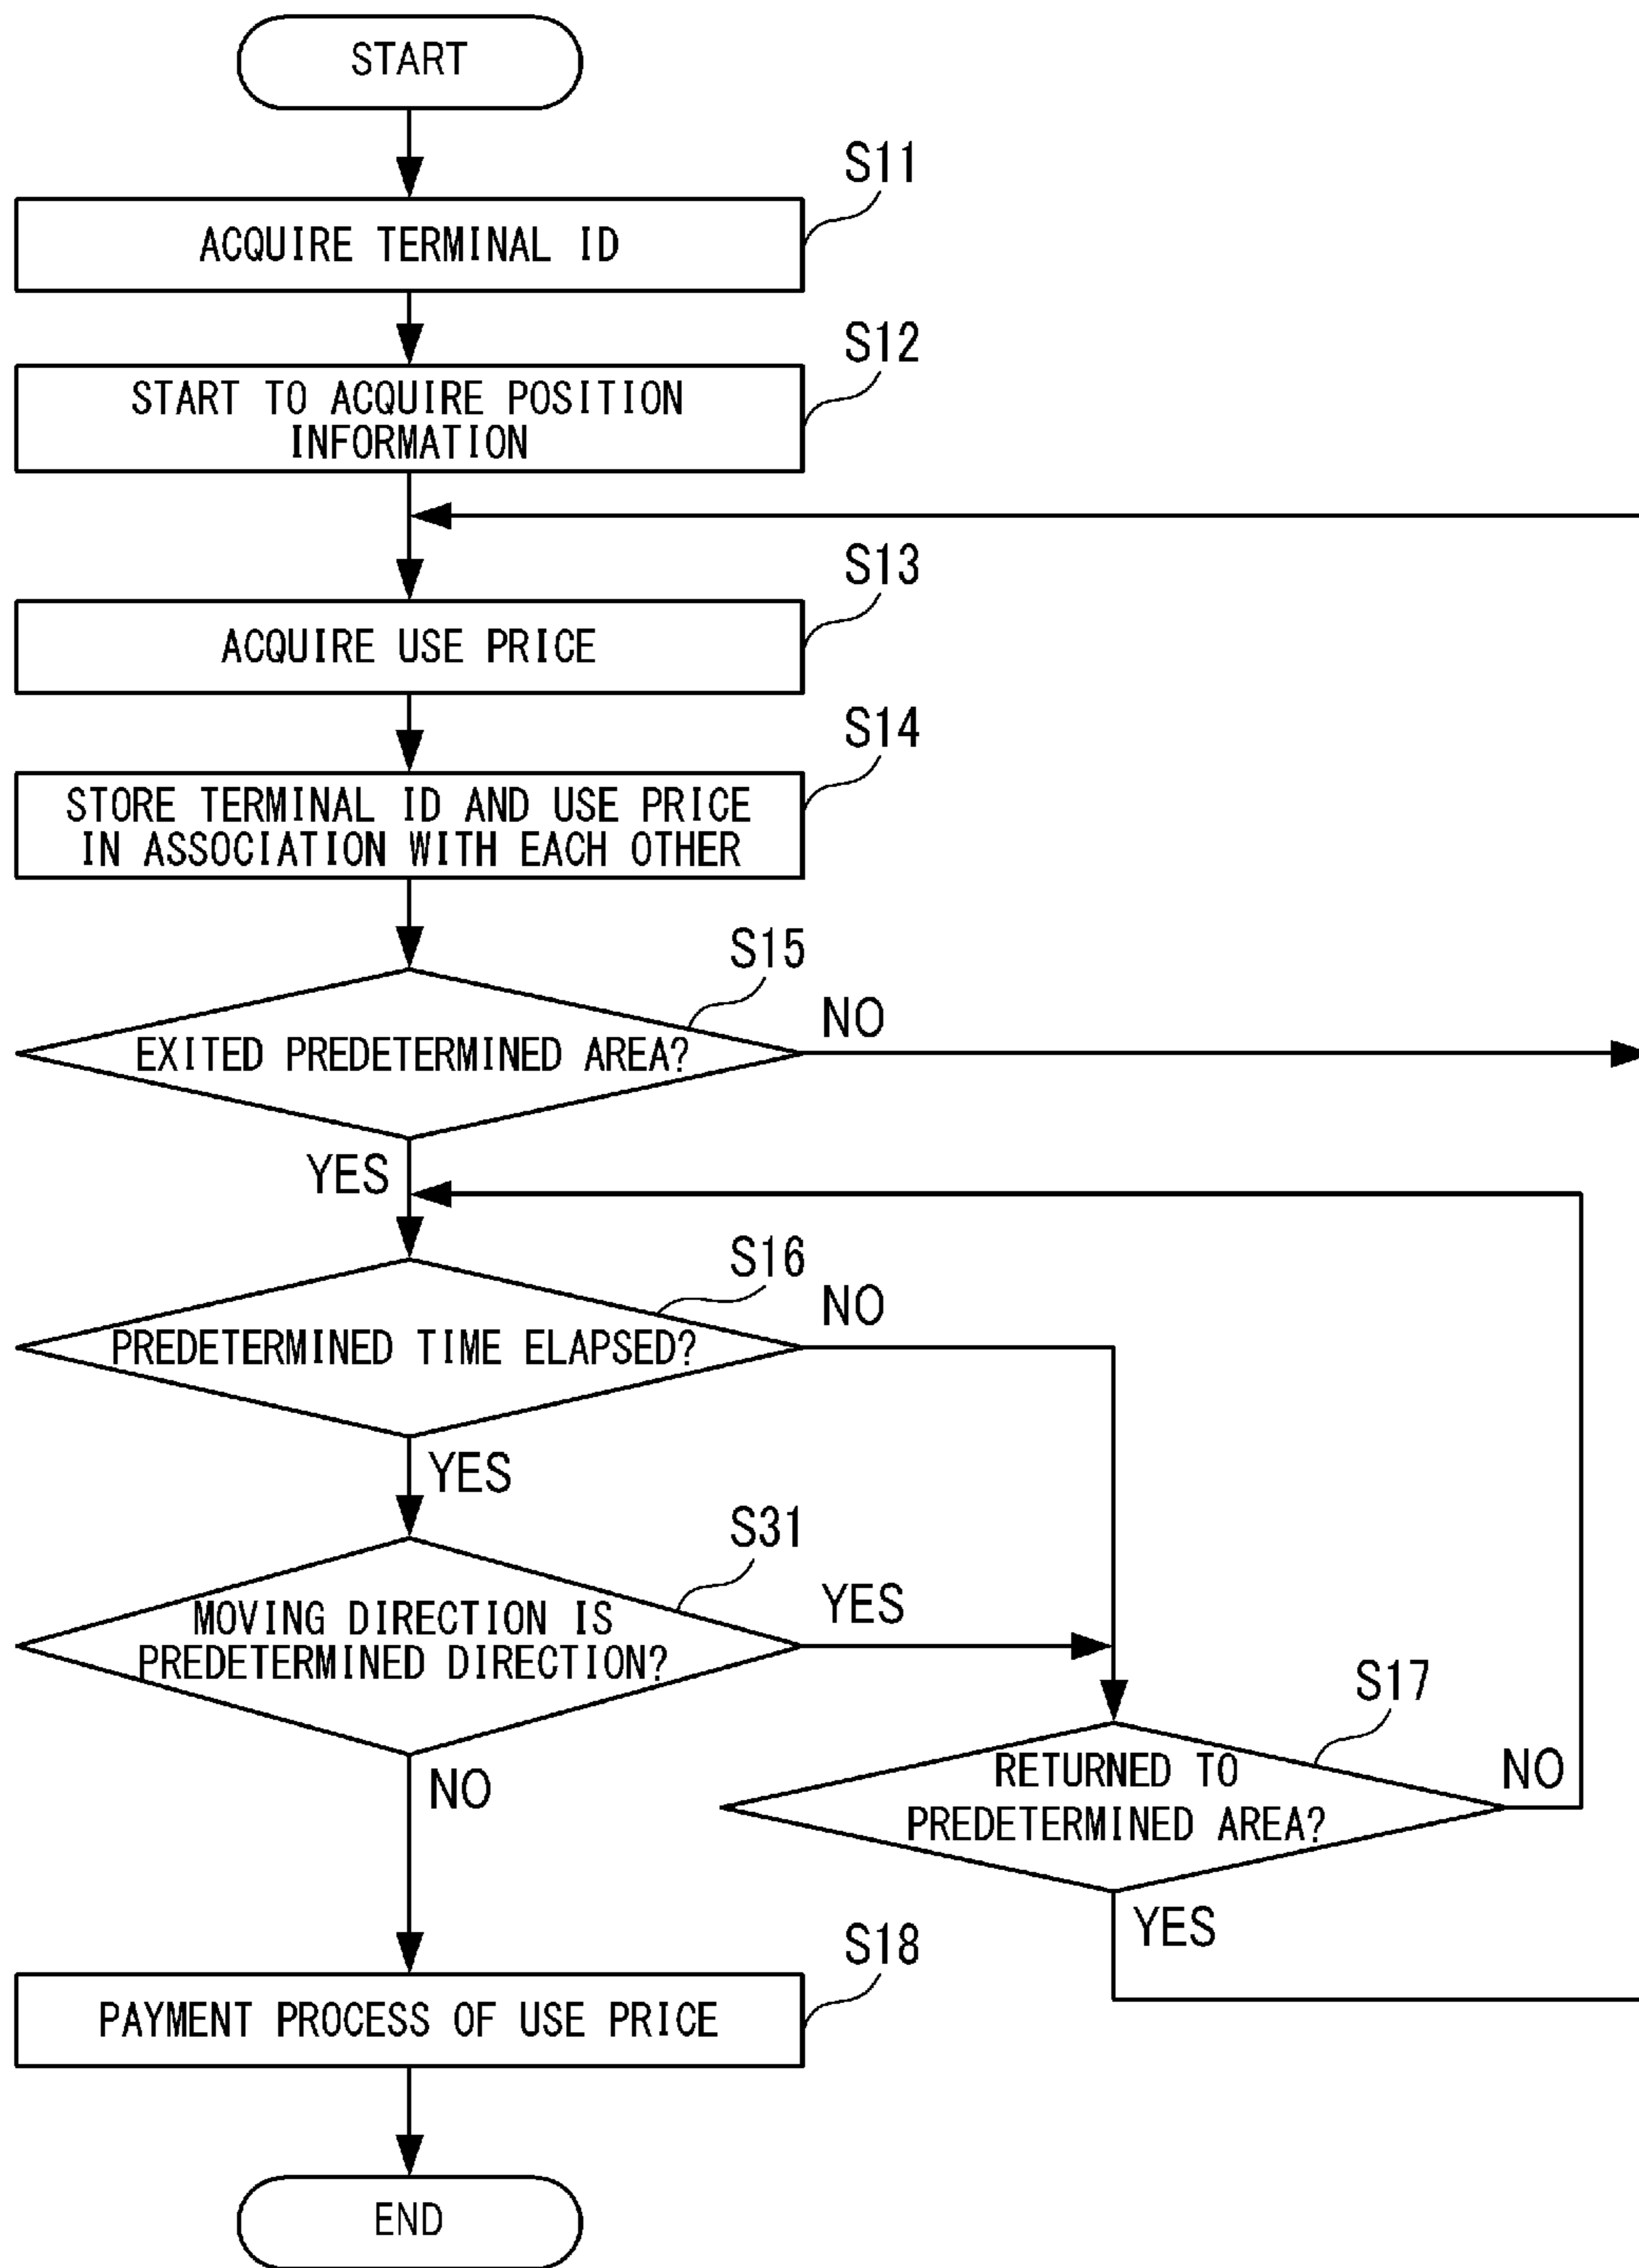 START
S11
ACQUIRE TERMINAL ID
S12
START TO ACQUIRE POSITION
INFORMATION
S13
ACQUIRE USE PRICE
S14
STORE TERMINAL ID AND USE PRICE
IN ASSOCIATION WITH EACH OTHER
S15
NO
EXITED PREDETERMINED AREA?
YES
S16
NO
PREDETERMINED TIME ELAPSED?
YES
S31
YES
MOVING DIRECTION IS
PREDETERMINED DIRECTION?
S17
NO
RETURNED TO
PREDETERMINED AREA?
NO
YES
S18
PAYMENT PROCESS OF USE PRICE
END